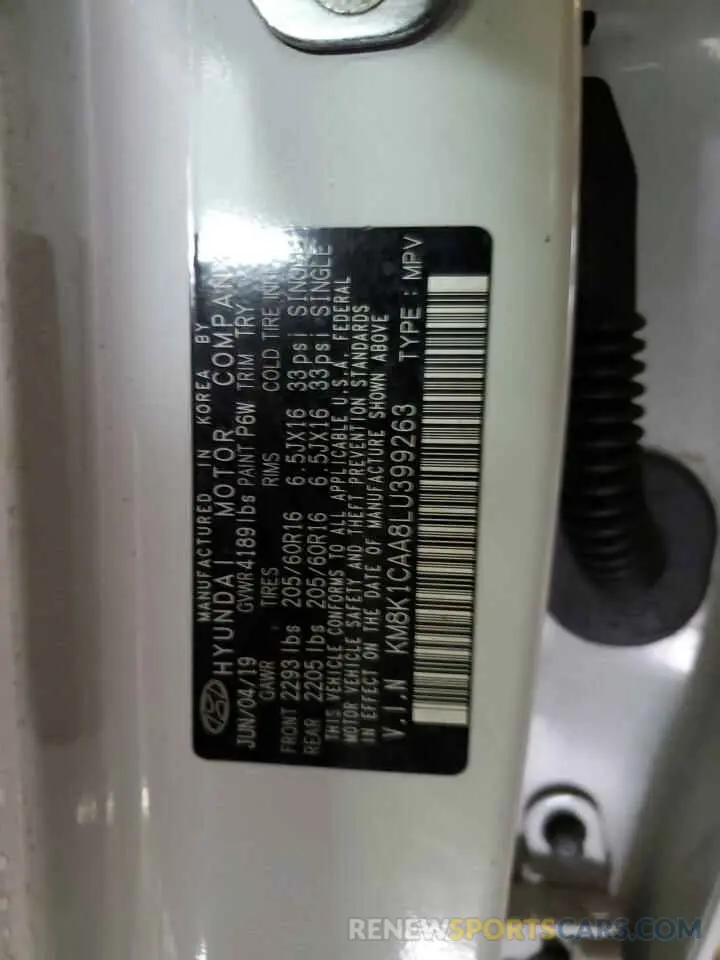 MANUFACTURED IN KOREA BY
HYUNDAI MOTOR COMPANY
JUN/04/19 GVWR 4189lbs PAINT P6W TRIM TRY
GAWR TIRES RMS COLD TIRE
FRONT 2293 lbs 205/60R16 6.5JX16 33psi SINGLE
REAR 2205 lbs 205/60R16 6.5JX16 33psi SINGLE
THIS VEHICLE CONFORMS TO ALL APPLICABLE U.S.A. FEDERAL
MOTOR VEHICLE SAFETY AND THEFT PREVENTION STANDARDS
IN EFFECT ON THE DATE OF MANUFACTURE SHOWN ABOVE
V.I.N KM8K1CAA8LU399263 TYPE : MPV
RENEWSPORTSCARS.COM